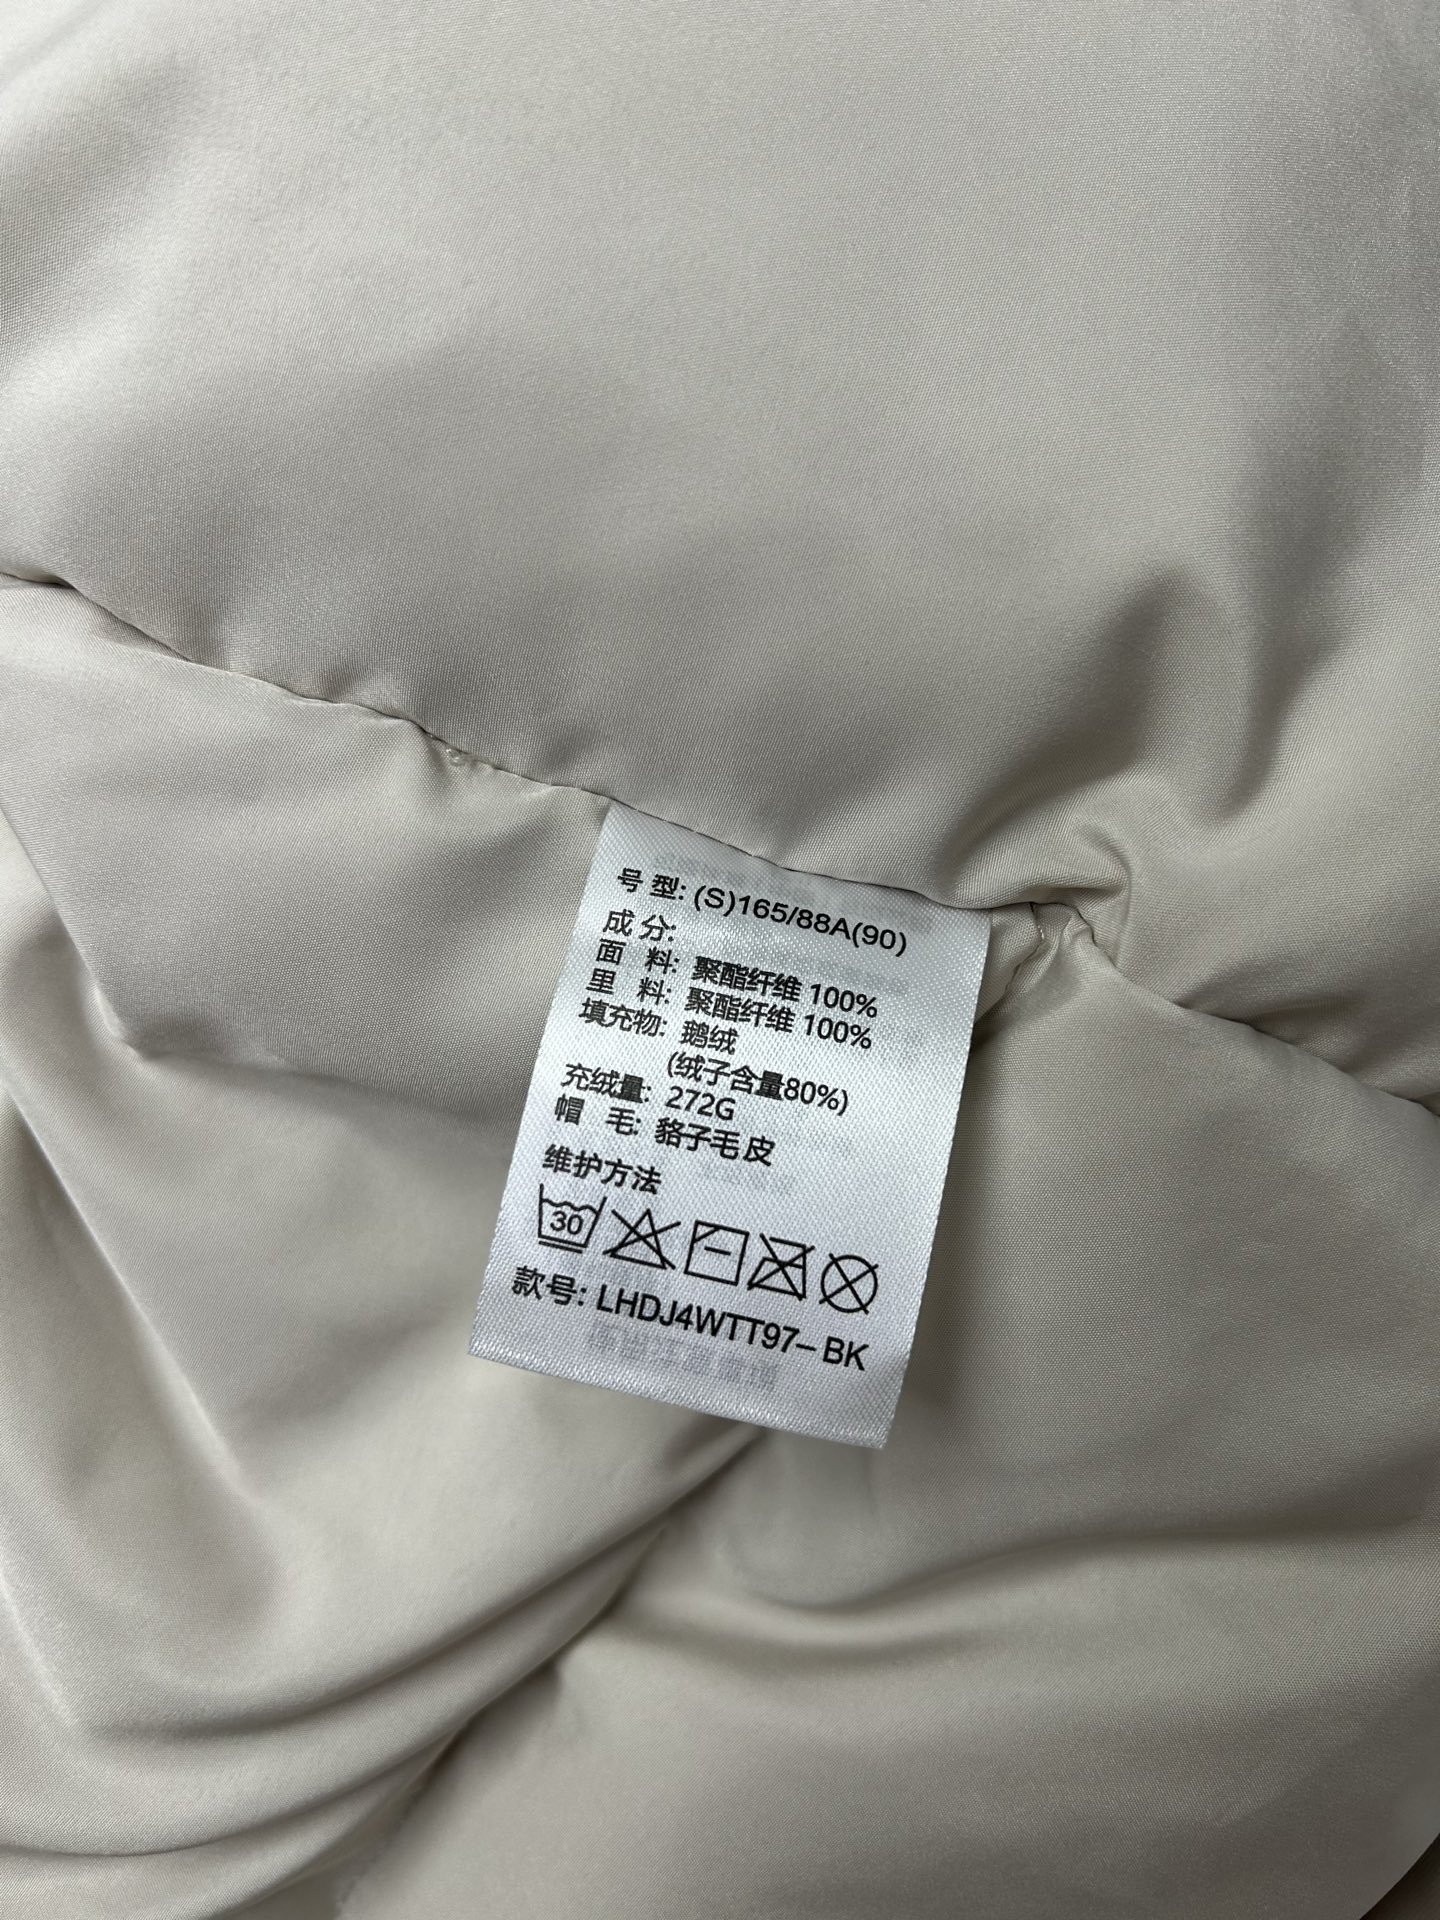 号 型: (S)165/88A(90)
成 分:
面 料: 聚酯纤维 100%
里 料: 聚酯纤维 100%
填充物: 鹅绒
(绒子含量80%)
充绒量: 272G
帽 毛: 貉子毛皮
维护方法
30
款号: LHDJ4WTT97-BK